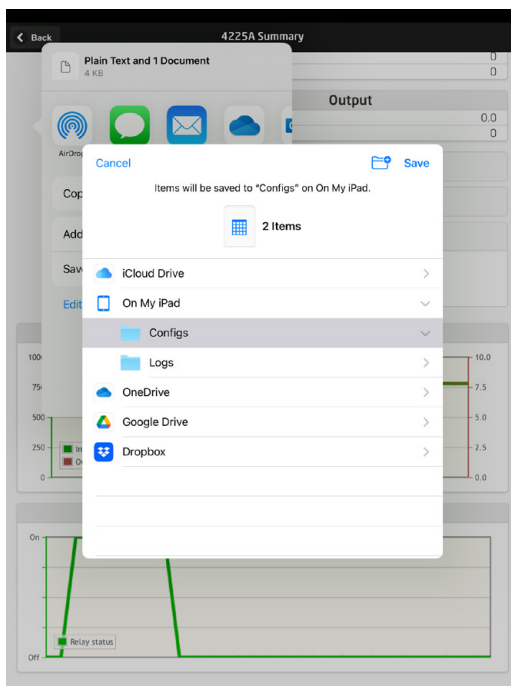 Back
4225A Summary
Plain Text and 1 Document
4 KB
0
0
Output
0.0
0
Cancel
Save
Items will be saved to "Configs" on On My iPad.
2 Items
Cop
Add
Sav
Edit
iCloud Drive
On My iPad
Configs
Logs
OneDrive
Google Drive
Dropbox
500
250
0
10.0
7.5
5.0
2.5
0.0
On
Relay status
Off